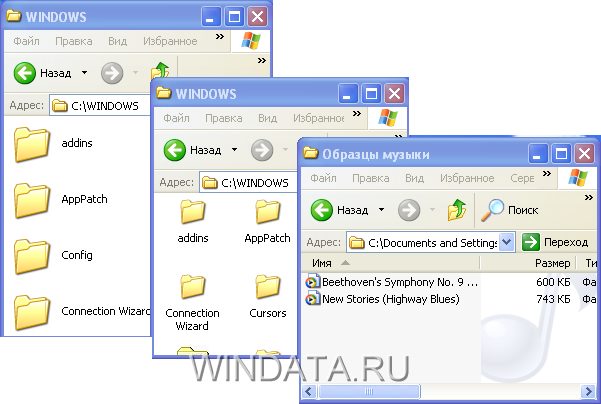 WINDOWS
Файл Правка Вид Избранное »
Назад »
Адрес: C:\WINDOWS
addins
AppPatch
Config
Connection Wizard
WINDOWS
Файл Правка Вид Избранное »
Назад »
Адрес: C:\WINDOWS
addins AppPatch
Connection Wizard
Cursors
Образцы музыки
Файл Правка Вид Избранное Серв »
Назад Поиск »
Адрес: C:\Documents and Settings Переход
Имя Размер Ти
Beethoven's Symphony No. 9 ... 600 КБ Фа
New Stories (Highway Blues) 743 КБ Фа
WINDATA.RU